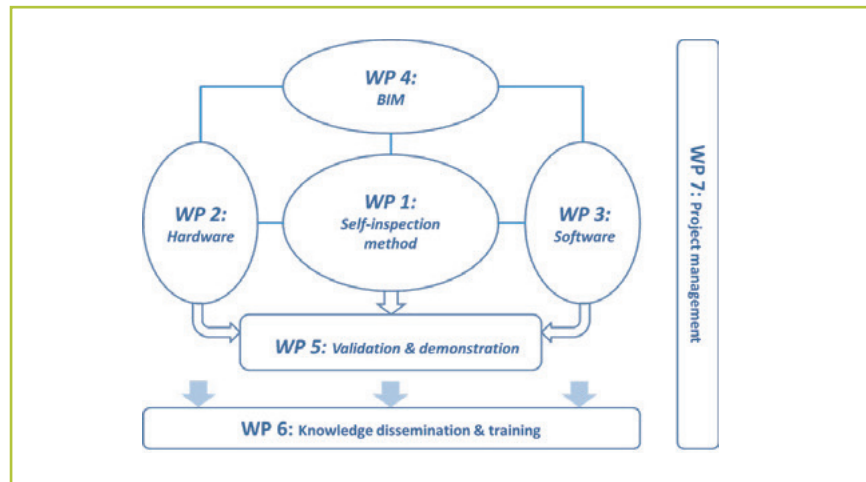 WP 4:
BIM
WP 2:
Hardware
WP 1:
Self-inspection
method
WP 3:
Software
WP 5: Validation & demonstration
WP 6: Knowledge dissemination & training
WP 7: Project management